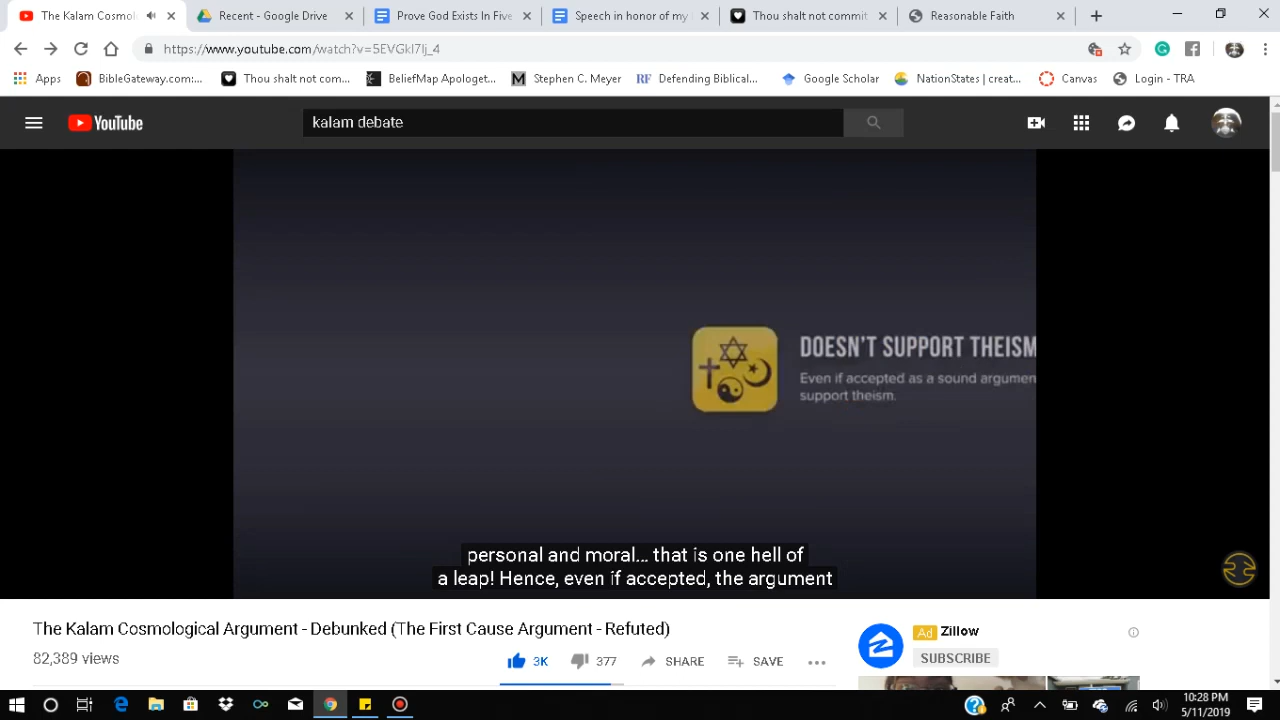 The Kalam Cosmol
Recent - Google Drive
Prove God Exists In Five
Speech in honor of my
Thou shalt not commit
Reasonable Faith
https://www.youtube.com/watch?v=5EVGkl7Ij_4
Apps
BibleGateway.com:...
Thou shalt not com...
BeliefMap Apologet...
Stephen C. Meyer
Defending Biblical...
Google Scholar
NationStates | creat...
Canvas
Login - TRA
YouTube
kalam debate
DOESN'T SUPPORT THEISM
Even if accepted as a sound argumen
support theism.
personal and moral... that is one hell of
a leap! Hence, even if accepted, the argument
The Kalam Cosmological Argument - Debunked (The First Cause Argument - Refuted)
82,389 views
3K
377
SHARE
SAVE
Ad Zillow
SUBSCRIBE
10:28 PM
5/11/2019